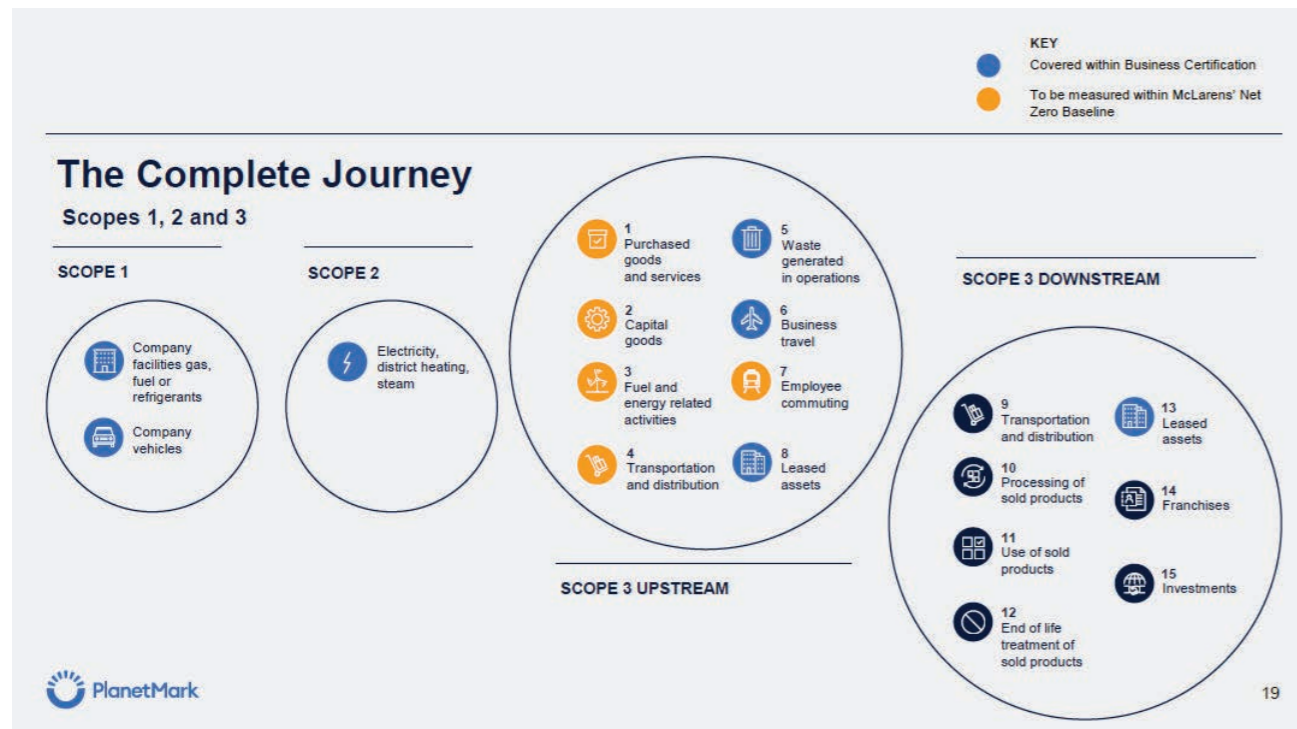 KEY
Covered within Business Certification
To be measured within McLarens' Net
Zero Baseline
The Complete Journey
Scopes 1, 2 and 3
SCOPE 1
Company
facilities gas,
fuel or
refrigerants
Company
vehicles
SCOPE 2
Electricity,
district heating,
steam
1
Purchased
goods
and services
2
Capital
goods
3
Fuel and
energy related
activities
4
Transportation
and distribution
5
Waste
generated
in operations
6
Business
travel
7
Employee
commuting
8
Leased
assets
SCOPE 3 UPSTREAM
SCOPE 3 DOWNSTREAM
9
Transportation
and distribution
10
Processing of
sold products
11
Use of sold
products
12
End of life
treatment of
sold products
13
Leased
assets
14
Franchises
15
Investments
PlanetMark
19